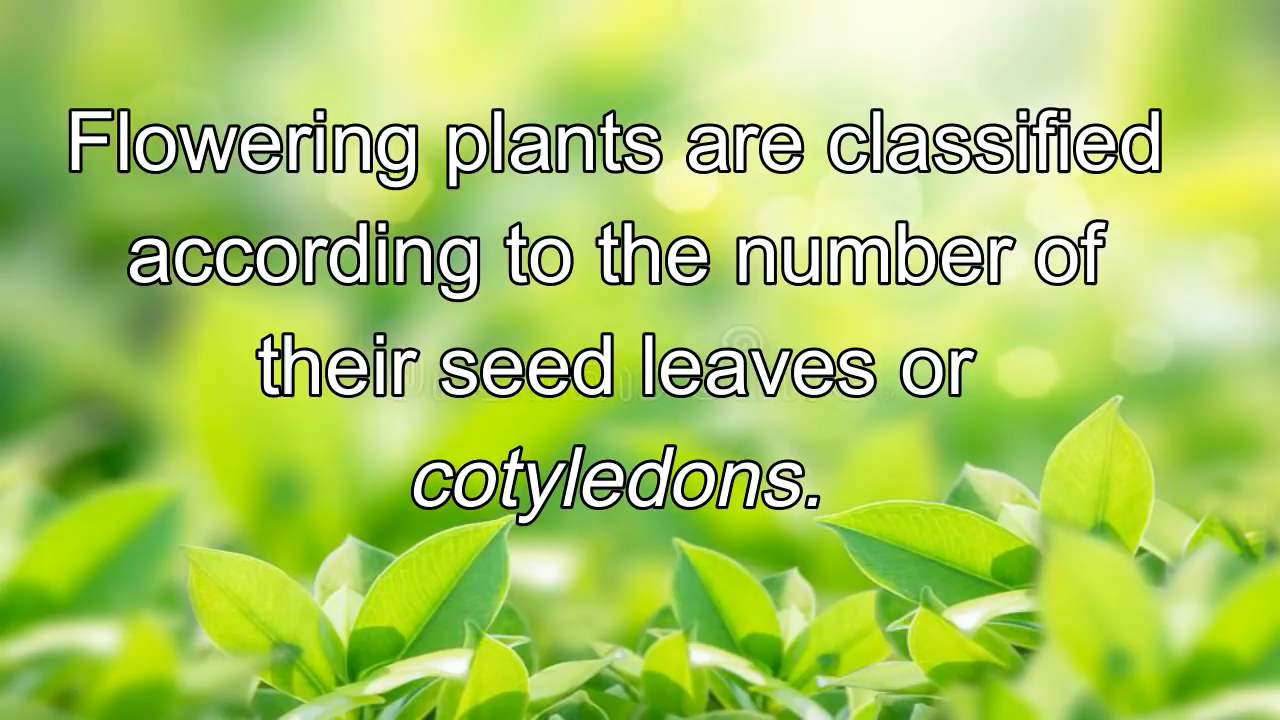 Flowering plants are classified
according to the number of
their seed leaves or
cotyledons.